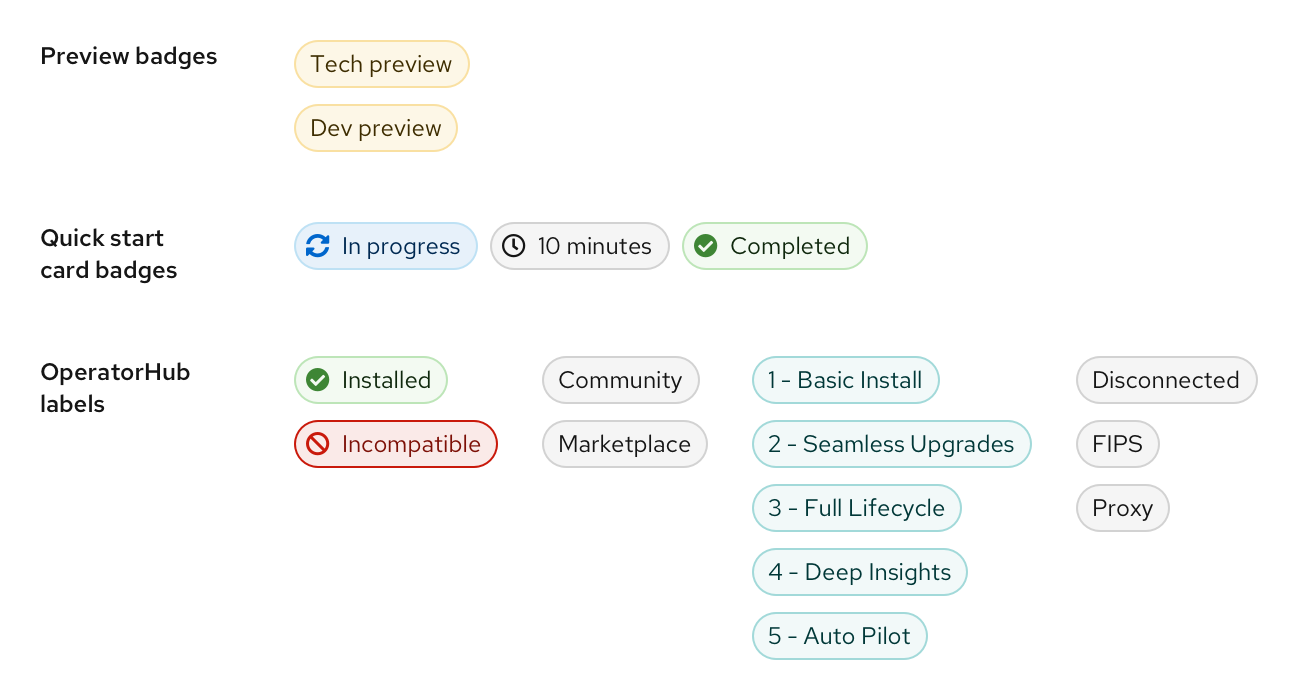 Preview badges
Tech preview
Dev preview
Quick start
card badges
In progress
10 minutes
Completed
OperatorHub
labels
Installed
Incompatible
Community
Marketplace
1 - Basic Install
2 - Seamless Upgrades
3 - Full Lifecycle
4 - Deep Insights
5 - Auto Pilot
Disconnected
FIPS
Proxy